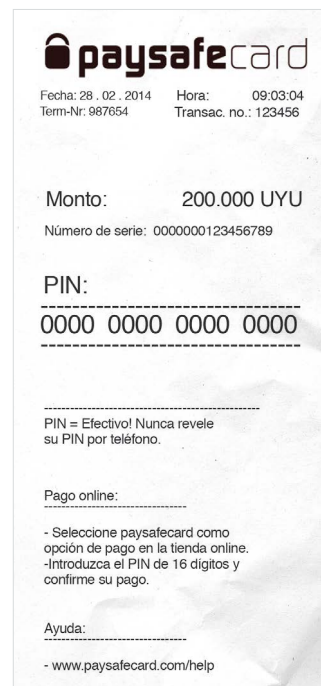 paysafecard
Fecha: 28 . 02 . 2014 Hora: 09:03:04
Term-Nr: 987654 Transac. no.: 123456
Monto: 200.000 UYU
Número de serie: 0000000123456789
PIN:
--------------------------------
0000 0000 0000 0000
--------------------------------
--------------------------------------------------
PIN = Efectivo! Nunca revele
su PIN por teléfono.
Pago online:
---------------------------------
- Seleccione paysafecard como
opción de pago en la tienda online.
-Introduzca el PIN de 16 dígitos y
confirme su pago.
Ayuda:
---------------------------------
- www.paysafecard.com/help